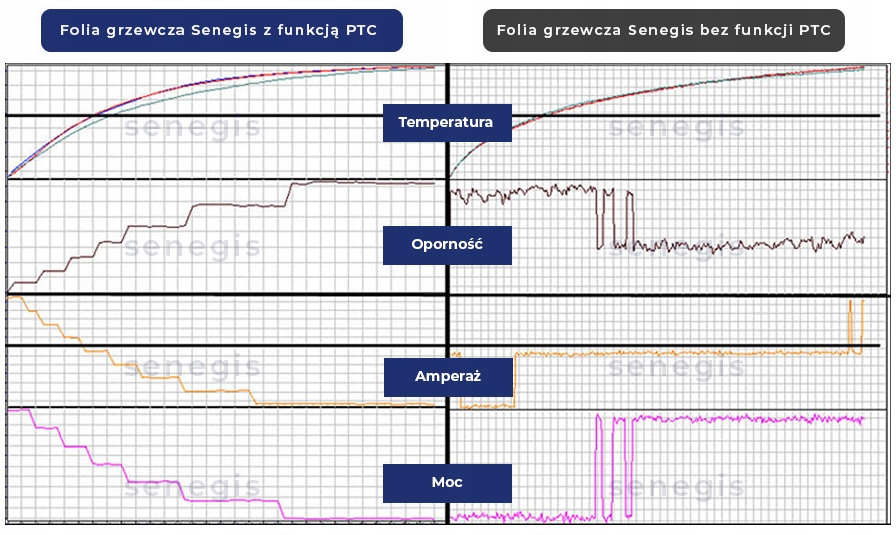 Folia grzewcza Senegis z funkcją PTC
Folia grzewcza Senegis bez funkcji PTC
Temperatura
senegis
senegis
Oporność
senegis
senegis
Amperaż
senegis
senegis
Moc
senegis
senegis